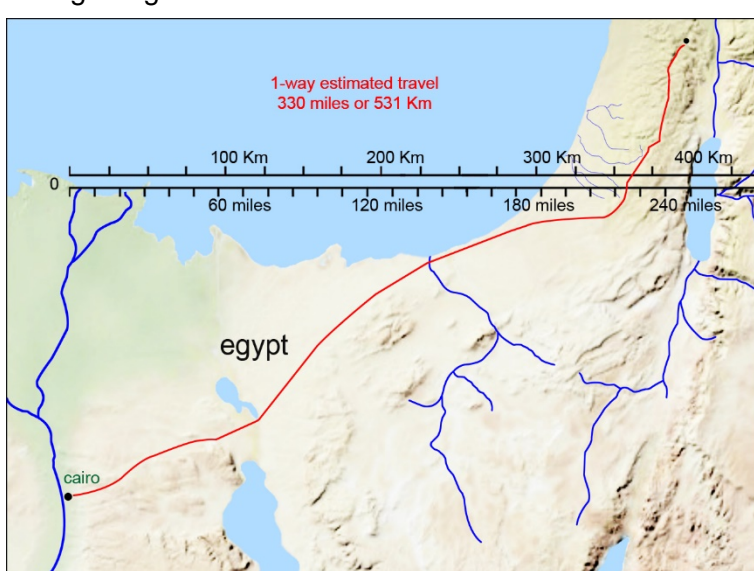 1-way estimated travel
330 miles or 531 Km
100 Km 200 Km 300 Km 400 Km
0
60 miles 120 miles 180 miles 240 miles
egypt
cairo